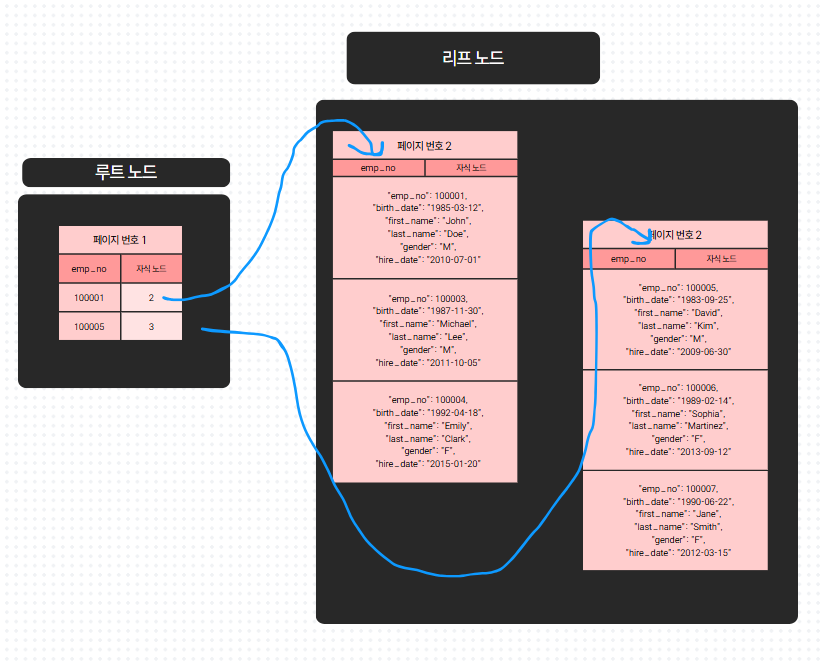 리프 노드
루트 노드
페이지 번호 1
emp_no 자식 노드
100001 2
100005 3
페이지 번호 2
emp_no 자식 노드
"emp_no": 100001,
"birth_date": "1985-03-12",
"first_name": "John",
"last_name": "Doe",
"gender": "M",
"hire_date": "2010-07-01"
"emp_no": 100003,
"birth_date": "1987-11-30",
"first_name": "Michael",
"last_name": "Lee",
"gender": "M",
"hire_date": "2011-10-05"
"emp_no": 100004,
"birth_date": "1992-04-18",
"first_name": "Emily",
"last_name": "Clark",
"gender": "F",
"hire_date": "2015-01-20"
페이지 번호 2
emp_no 자식 노드
"emp_no": 100005,
"birth_date": "1983-09-25",
"first_name": "David",
"last_name": "Kim",
"gender": "M",
"hire_date": "2009-06-30"
"emp_no": 100006,
"birth_date": "1989-02-14",
"first_name": "Sophia",
"last_name": "Martinez",
"gender": "F",
"hire_date": "2013-09-12"
"emp_no": 100007,
"birth_date": "1990-06-22",
"first_name": "Jane",
"last_name": "Smith",
"gender": "F",
"hire_date": "2012-03-15"